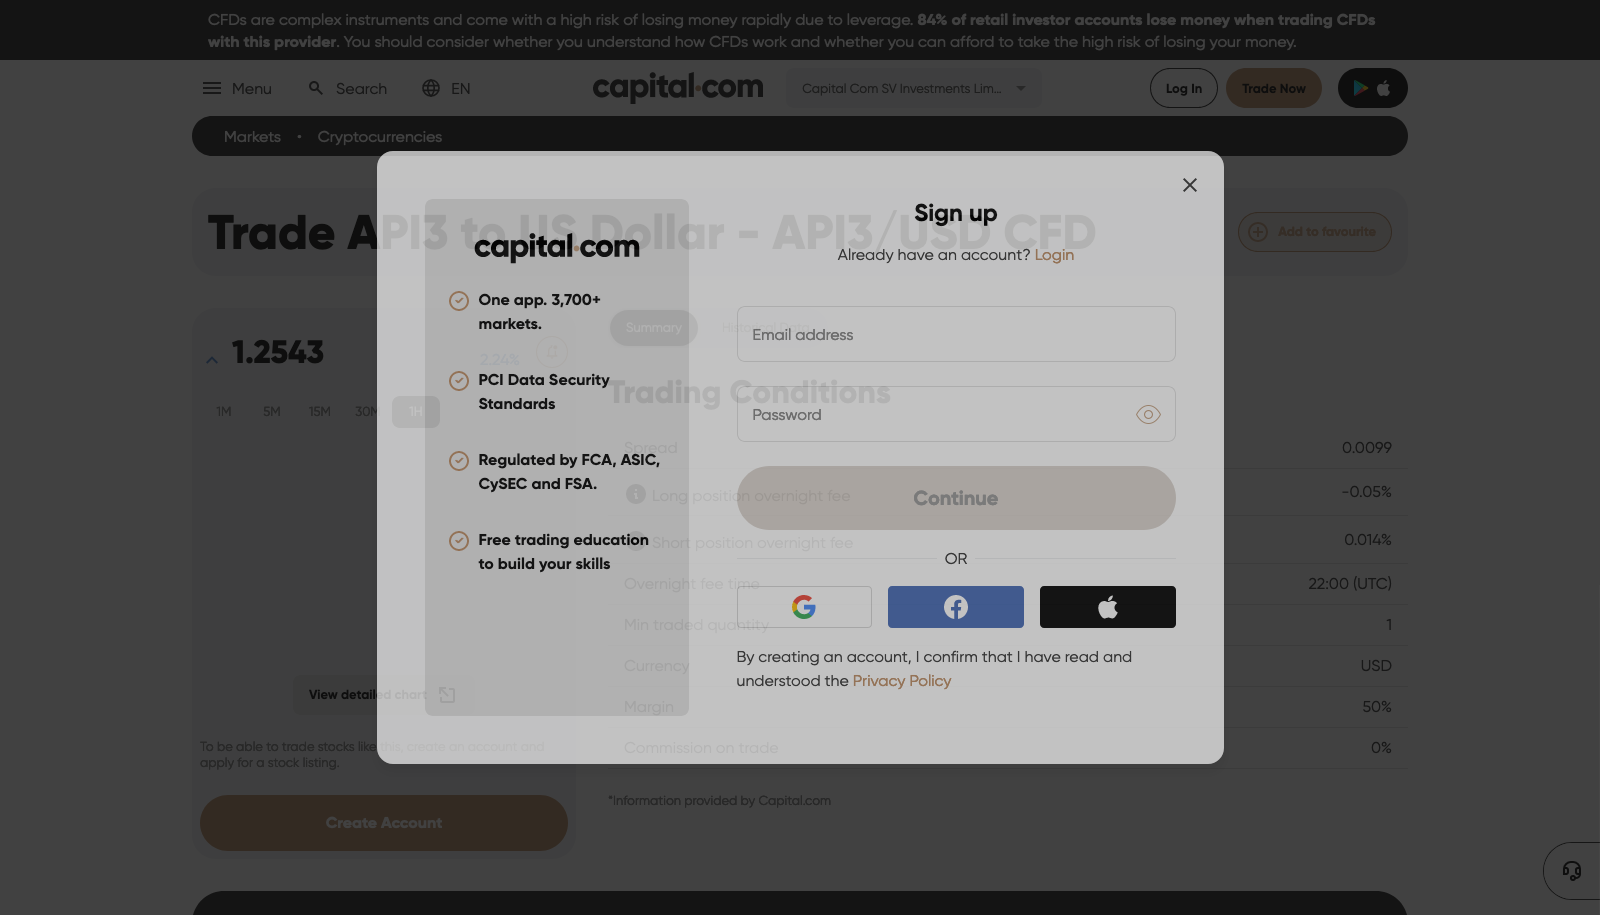 CFDs are complex instruments and come with a high risk of losing money rapidly due to leverage. 84% of retail investor accounts lose money when trading CFDs
with this provider. You should consider whether you understand how CFDs work and whether you can afford to take the high risk of losing your money.
Menu
Search
EN
capital.com
Capital Com SV Investments Lim...
Log In
Trade Now
Markets • Cryptocurrencies
Trade API3 to US Dollar - API3/USD CFD
Add to favourite
1.2543
2.24%
1M 5M 15M 30M 1H
View detailed chart
To be able to trade stocks like this, create an account and
apply for a stock listing.
Create Account
Summary
Trading Conditions
Spread 0.0099
Long position overnight fee -0.05%
Short position overnight fee 0.014%
Overnight fee time 22:00 (UTC)
Min traded quantity 1
Currency USD
Margin 50%
Commission on trade 0%
*Information provided by Capital.com
capital.com
One app. 3,700+
markets.
PCI Data Security
Standards
Regulated by FCA, ASIC,
CySEC and FSA.
Free trading education
to build your skills
Sign up
Already have an account? Login
Email address
Password
Continue
OR
By creating an account, I confirm that I have read and
understood the Privacy Policy